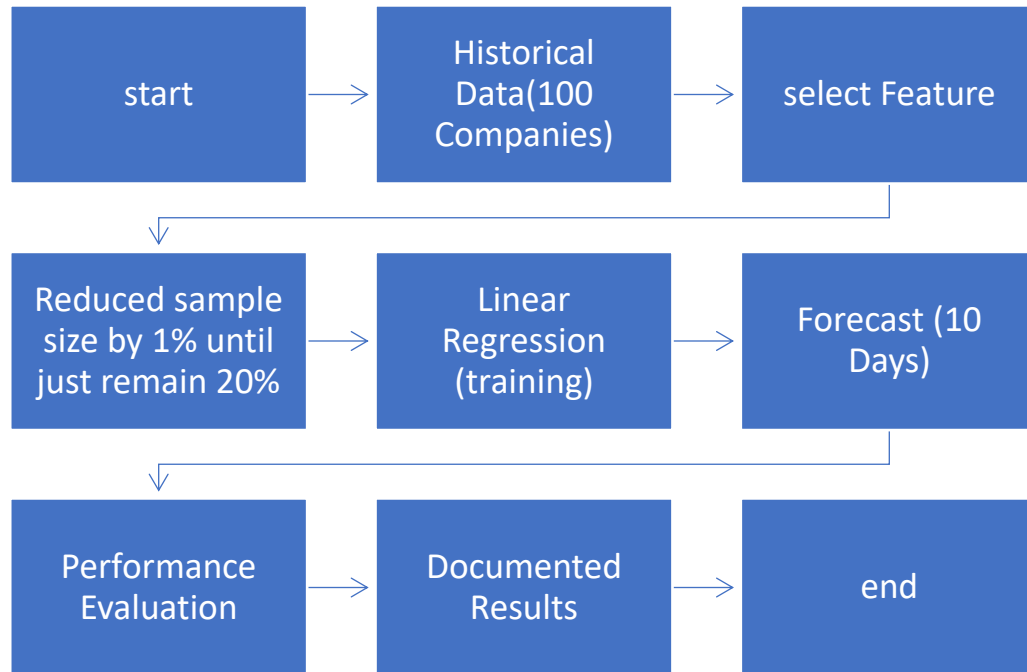 start
Historical
Data(100
Companies)
select Feature
Reduced sample
size by 1% until
just remain 20%
Linear
Regression
(training)
Forecast (10
Days)
Performance
Evaluation
Documented
Results
end